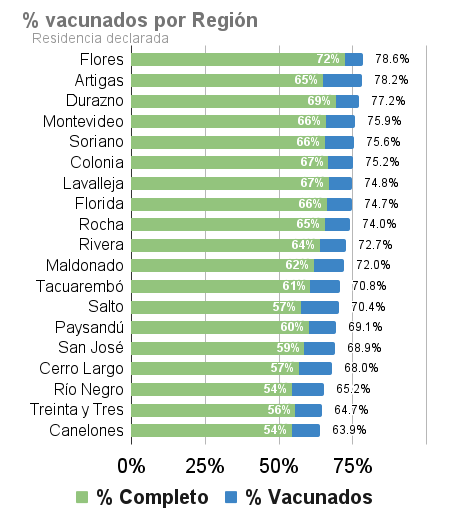 % vacunados por Región
Residencia declarada
Flores 72% 78.6%
Artigas 65% 78.2%
Durazno 69% 77.2%
Montevideo 66% 75.9%
Soriano 66% 75.6%
Colonia 67% 75.2%
Lavalleja 67% 74.8%
Florida 66% 74.7%
Rocha 65% 74.0%
Rivera 64% 72.7%
Maldonado 62% 72.0%
Tacuarembó 61% 70.8%
Salto 57% 70.4%
Paysandú 60% 69.1%
San José 59% 68.9%
Cerro Largo 57% 68.0%
Río Negro 54% 65.2%
Treinta y Tres 56% 64.7%
Canelones 54% 63.9%
0% 25% 50% 75%
% Completo % Vacunados